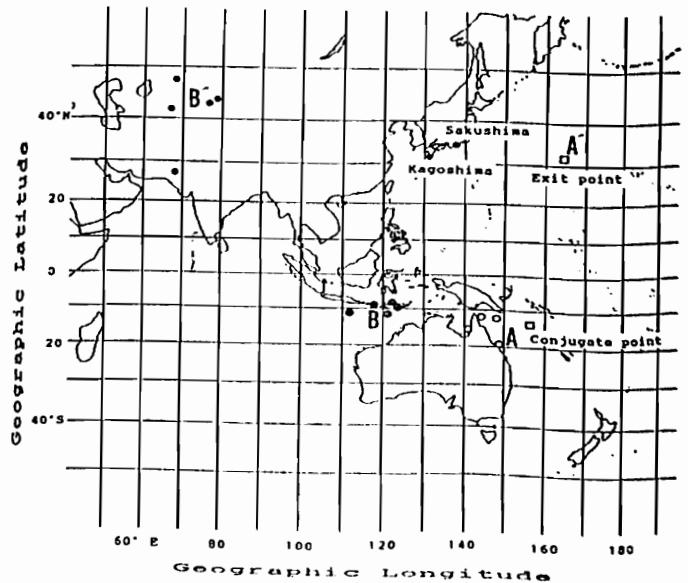 B´
40°N
Sakushima
A´
Kagoshima
Exit point
20
0
B
A
Conjugate point
20
40°S
60° E
80
100
120
140
160
180
Geographic Longitude
Geographic Latitude